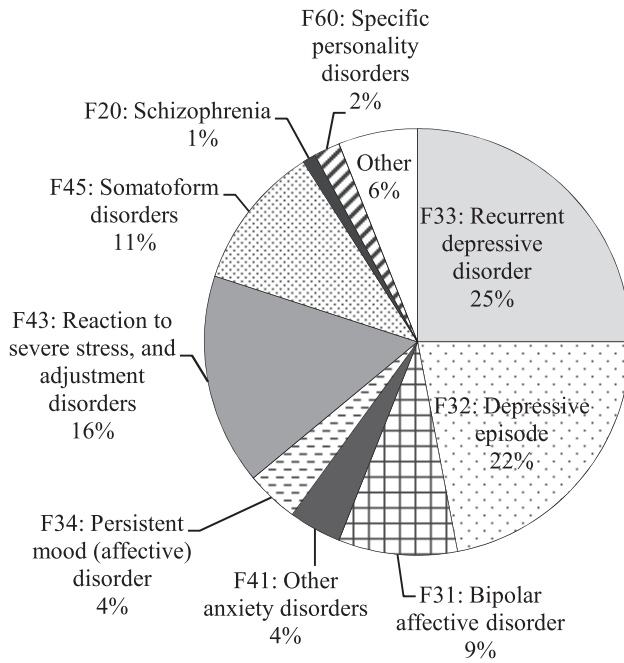 F60: Specific
personality
disorders
2%
F20: Schizophrenia
1%
Other
6%
F45: Somatoform
disorders
11%
F33: Recurrent
depressive
disorder
25%
F43: Reaction to
severe stress, and
adjustment
disorders
16%
F32: Depressive
episode
22%
F34: Persistent
mood (affective)
disorder
4%
F41: Other
anxiety disorders
4%
F31: Bipolar
affective disorder
9%